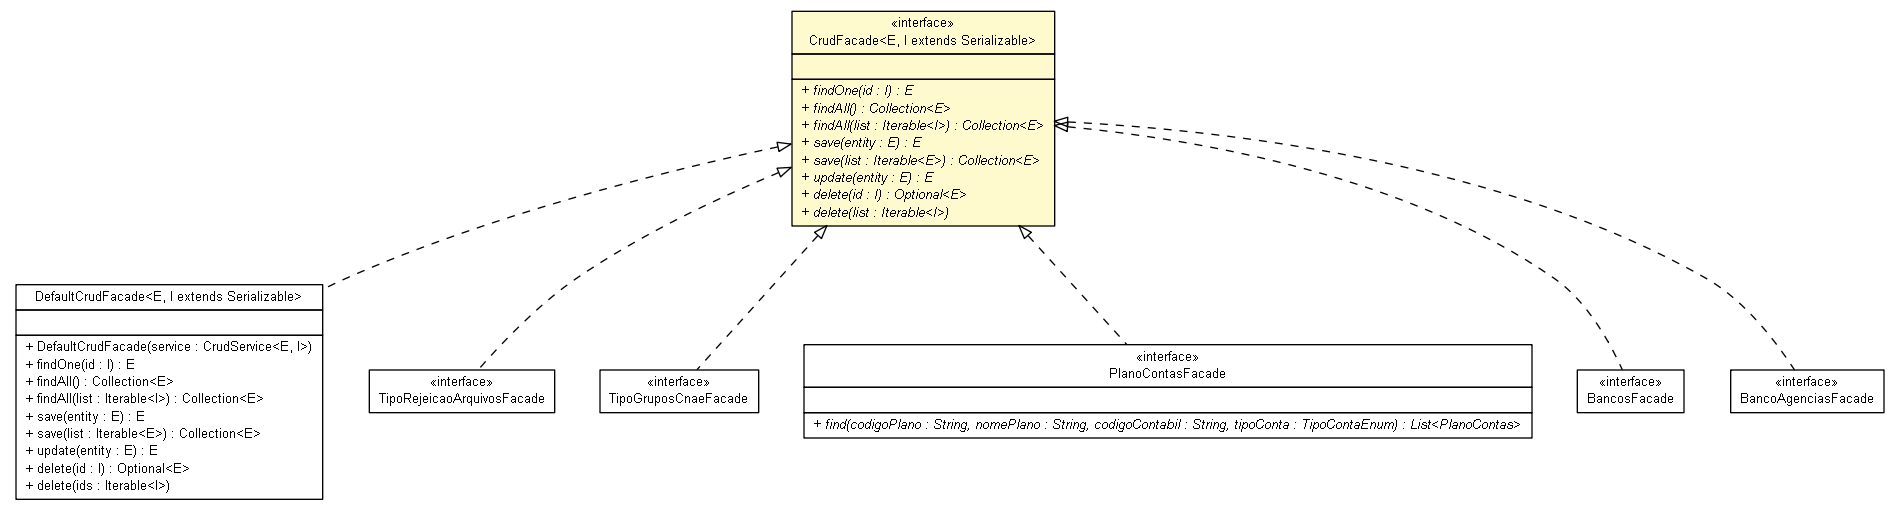 «interface»
CrudFacade<E, I extends Serializable>
+ findOne(id : I) : E
+ findAll() : Collection<E>
+ findAll(list : Iterable<I>) : Collection<E>
+ save(entity : E) : E
+ save(list : Iterable<E>) : Collection<E>
+ update(entity : E) : E
+ delete(id : I) : Optional<E>
+ delete(list : Iterable<I>)
DefaultCrudFacade<E, I extends Serializable>
+ DefaultCrudFacade(service : CrudService<E, I>)
+ findOne(id : I) : E
+ findAll() : Collection<E>
+ findAll(list : Iterable<I>) : Collection<E>
+ save(entity : E) : E
+ save(list : Iterable<E>) : Collection<E>
+ update(entity : E) : E
+ delete(id : I) : Optional<E>
+ delete(ids : Iterable<I>)
«interface»
TipoRejeicaoArquivosFacade
«interface»
TipoGruposCnaeFacade
«interface»
PlanoContasFacade
+ find(codigoPlano : String, nomePlano : String, codigoContabil : String, tipoConta : TipoContaEnum) : List<PlanoContas>
«interface»
BancosFacade
«interface»
BancoAgenciasFacade